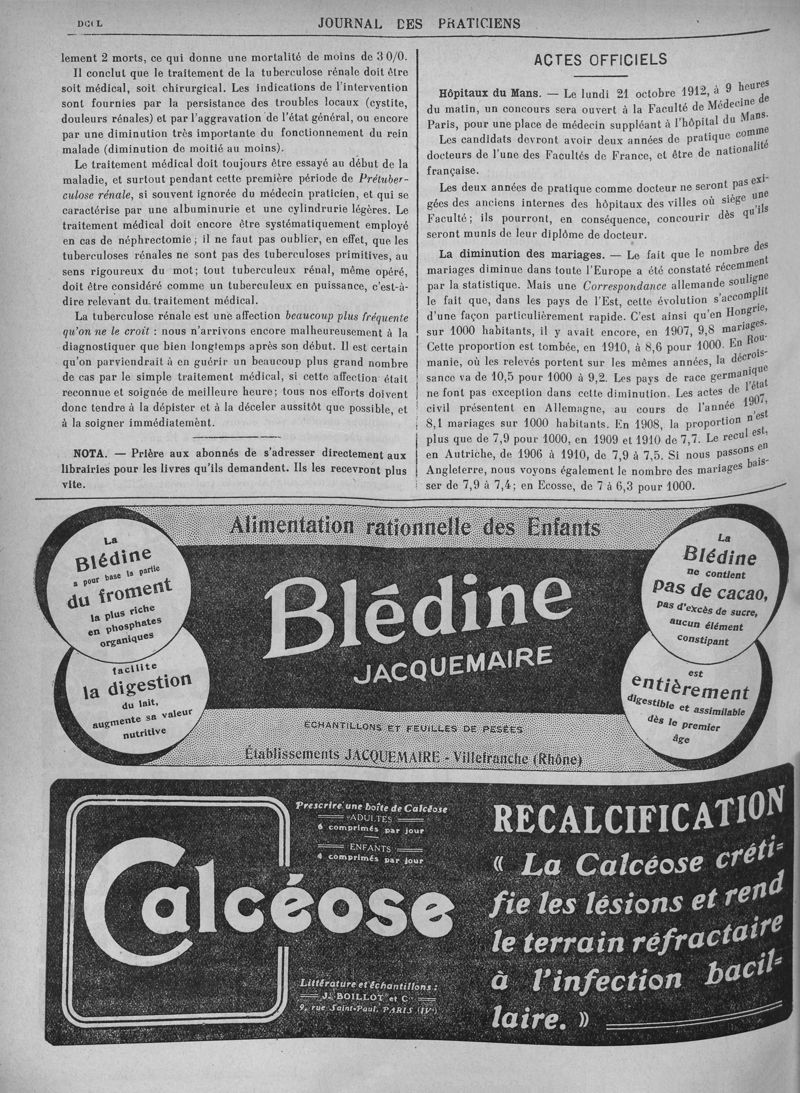 JOURNAL DES PRATICIENS
lement 2 morts, ce qui donne une mortalité de moins de 3 0/0.
Il conclut que le traitement de la tuberculose rénale doit être
soit médical, soit chirurgical. Les indications de l'intervention
sont fournies par la persistance des troubles locaux (cystite,
douleurs rénales) et par l'aggravation de l'état général, ou encore
par une diminution très importante du fonctionnement du rein
malade (diminution de moitié au moins).
Le traitement médical doit toujours être essayé au début de la
maladie, et surtout pendant cette première période de Prétuber-
culose rénale, si souvent ignorée du médecin praticien, et qui se
caractérise par une albuminurie et une cylindrurie légères. Le
traitement médical doit encore être systématiquement employé
en cas de néphrectomie ; il ne faut pas oublier, en effet, que les
tuberculoses rénales ne sont pas des tuberculoses primitives, au
sens rigoureux du mot ; tout tuberculeux rénal, même opéré,
doit être considéré comme un tuberculeux en puissance, c'est-à-
dire relevant du traitement médical.
La tuberculose rénale est une affection beaucoup plus fréquente
qu'on ne le croit : nous n'arrivons encore malheureusement à la
diagnostiquer que bien longtemps après son début. Il est certain
qu'on parviendrait à en guérir un beaucoup plus grand nombre
de cas par le simple traitement médical, si cette affection était
reconnue et soignée de meilleure heure ; tous nos efforts doivent
donc tendre à la dépister et à la déceler aussitôt que possible, et
à la soigner immédiatement.
NOTA. — Prière aux abonnés de s'adresser directement aux
librairies pour les livres qu'ils demandent. Ils les recevront plus
vite.
ACTES OFFICIELS
Hôpitaux du Mans. — Le lundi 21 octobre 1912, à 9 heures
du matin, un concours sera ouvert à la Faculté de Médecine de
Paris, pour une place de médecin suppléant à l'hôpital du Mans.
Les candidats devront avoir deux années de pratique comme
docteurs de l'une des Facultés de France, et être de nationalité
française.
Les deux années de pratique comme docteur ne seront pas exi-
gées des anciens internes des hôpitaux des villes où siège une
Faculté ; ils pourront, en conséquence, concourir dès qu'ils
seront munis de leur diplôme de docteur.
La diminution des mariages. — Le fait que le nombre des
mariages diminue dans toute l'Europe a été constaté récemment
par la statistique. Mais une Correspondance allemande souligne
le fait que, dans les pays de l'Est, cette évolution s'accomplit
d'une façon particulièrement rapide. C'est ainsi qu'en Hongrie,
sur 1000 habitants, il y avait encore, en 1907, 9,8 mariages.
Cette proportion est tombée, en 1910, à 8,6 pour 1000. En Rou-
manie, où les relevés portent sur les mêmes années, la décrois-
sance va de 10,5 pour 1000 à 9,2. Les pays de race germanique
ne font pas exception dans cette diminution. Les actes de l'état
civil présentent en Allemagne, au cours de l'année 1907,
8,1 mariages sur 1000 habitants. En 1908, la proportion n'est
plus que de 7,9 pour 1000, en 1909 et 1910 de 7,7. Le recul est,
en Autriche, de 1906 à 1910, de 7,9 à 7,5. Si nous passons en
Angleterre, nous voyons également le nombre des mariages bais-
ser de 7,9 à 7,4 ; en Ecosse, de 7 à 6,3 pour 1000.
Alimentation rationnelle des Enfants
La
Blédine
a pour base la partie
du froment
la plus riche
en phosphates
organiques
facilite
la digestion
du lait,
augmente sa valeur
nutritive
Blédine
JACQUEMAIRE
La
Blédine
ne contient
pas de cacao,
pas d'excès de sucre,
aucun élément
constipant
est
entièrement
digestible et assimilable
dès le premier
âge
ÉCHANTILLONS ET FEUILLES DE PESÉES
Établissements JACQUEMAIRE - Villefranche (Rhône)
Prescrire une boîte de Calcéose
ADULTES
6 comprimés par jour
ENFANTS
4 comprimés par jour
Calcéose
Littérature et échantillons :
J. BOILLOT et Cie
9, rue Saint-Paul, PARIS (IVe)
RECALCIFICATION
« La Calcéose créti=
fie les lésions et rend
le terrain réfractaire
à l'infection bacil=
laire. »